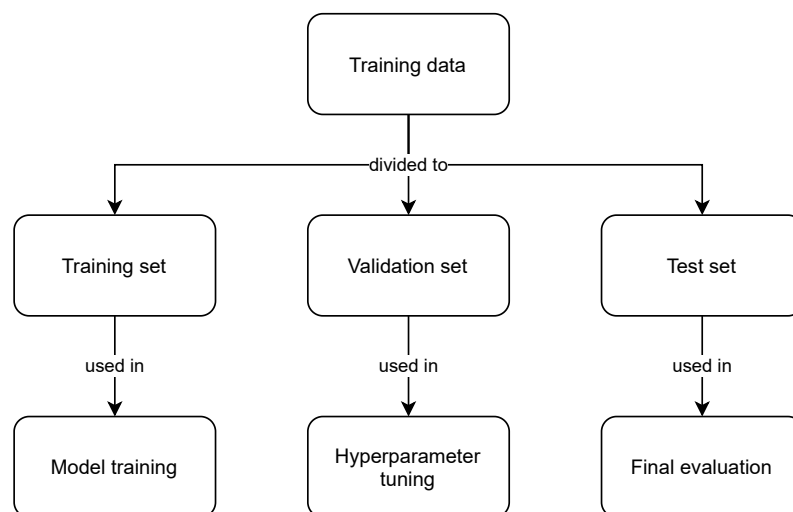 Training data
divided to
Training set
Validation set
Test set
used in
used in
used in
Model training
Hyperparameter
tuning
Final evaluation